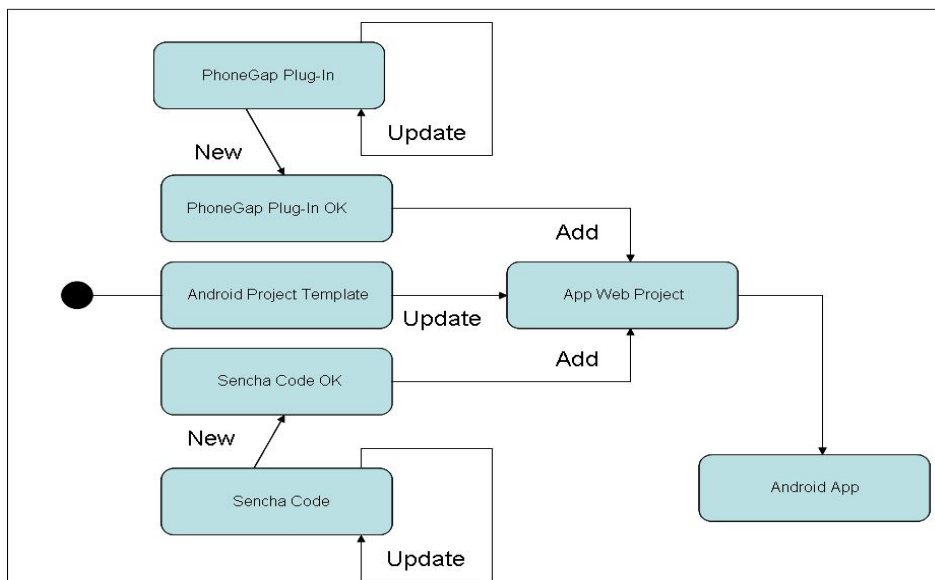 PhoneGap Plug-In
Update
New
PhoneGap Plug-In OK
Add
Android Project Template
Update
App Web Project
Sencha Code OK
Add
New
Sencha Code
Android App
Update